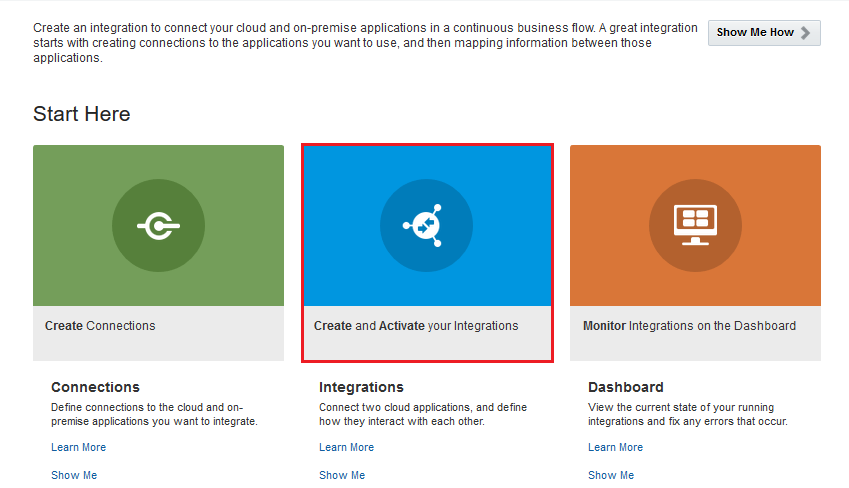 Create an integration to connect your cloud and on-premise applications in a continuous business flow. A great integration
starts with creating connections to the applications you want to use, and then mapping information between those
applications.
Show Me How
Start Here
Create Connections
Create and Activate your Integrations
Monitor Integrations on the Dashboard
Connections
Define connections to the cloud and on-
premise applications you want to integrate.
Learn More
Show Me
Integrations
Connect two cloud applications, and define
how they interact with each other.
Learn More
Show Me
Dashboard
View the current state of your running
integrations and fix any errors that occur.
Learn More
Show Me